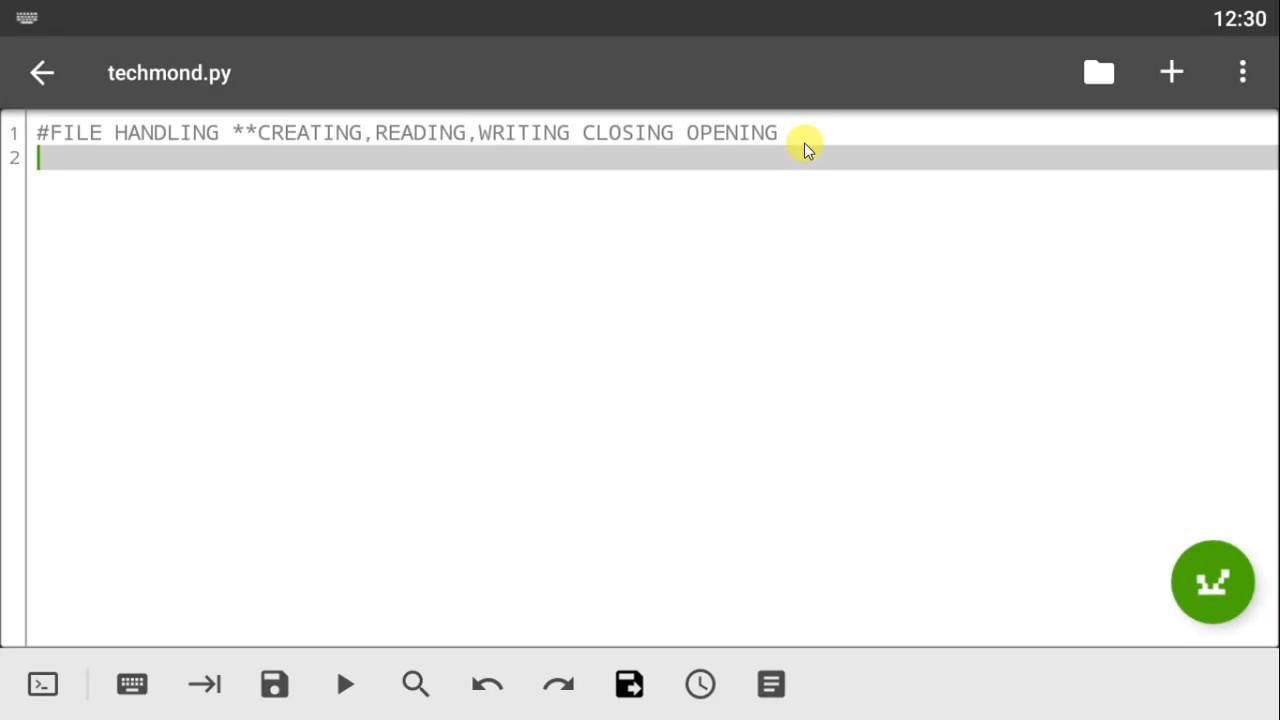 12:30
techmond.py
1 #FILE HANDLING **CREATING,READING,WRITING CLOSING OPENING
2